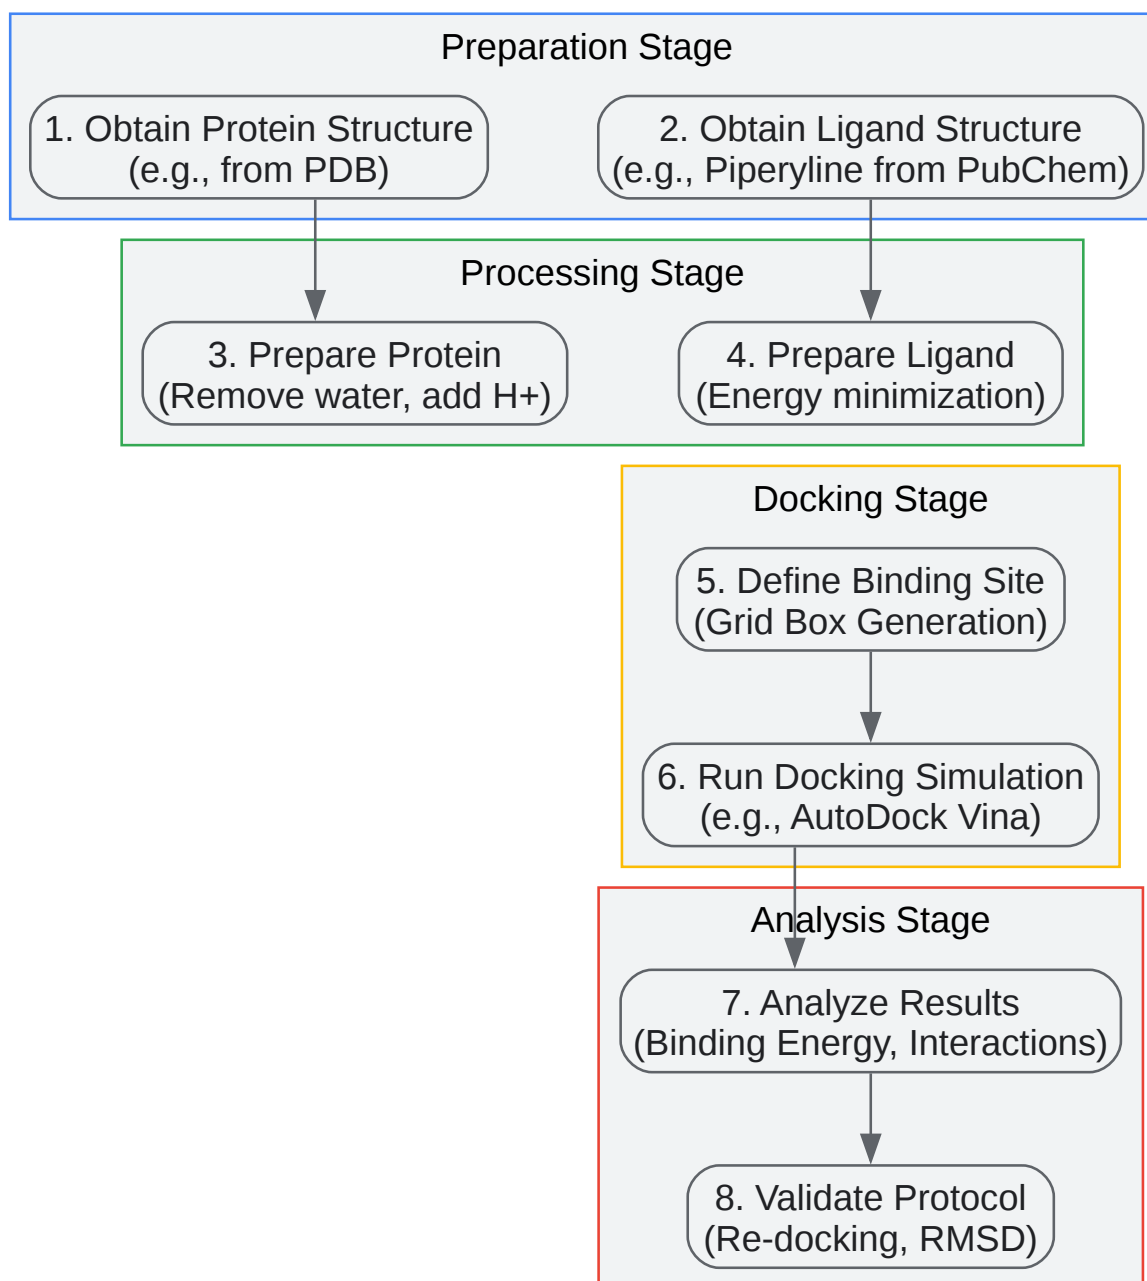 Preparation Stage
1. Obtain Protein Structure
(e.g., from PDB)
2. Obtain Ligand Structure
(e.g., Piperyline from PubChem)
Processing Stage
3. Prepare Protein
(Remove water, add H+)
4. Prepare Ligand
(Energy minimization)
Docking Stage
5. Define Binding Site
(Grid Box Generation)
6. Run Docking Simulation
(e.g., AutoDock Vina)
Analysis Stage
7. Analyze Results
(Binding Energy, Interactions)
8. Validate Protocol
(Re-docking, RMSD)